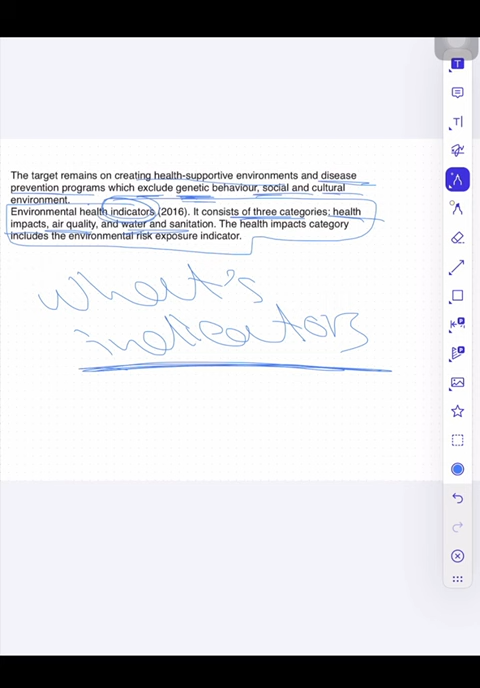 The target remains on creating health-supportive environments and disease
prevention programs which exclude genetic behaviour, social and cultural
environment.
Environmental health indicators (2016). It consists of three categories: health
impacts, air quality, and water and sanitation. The health impacts category
includes the environmental risk exposure indicator.
what's
indicators